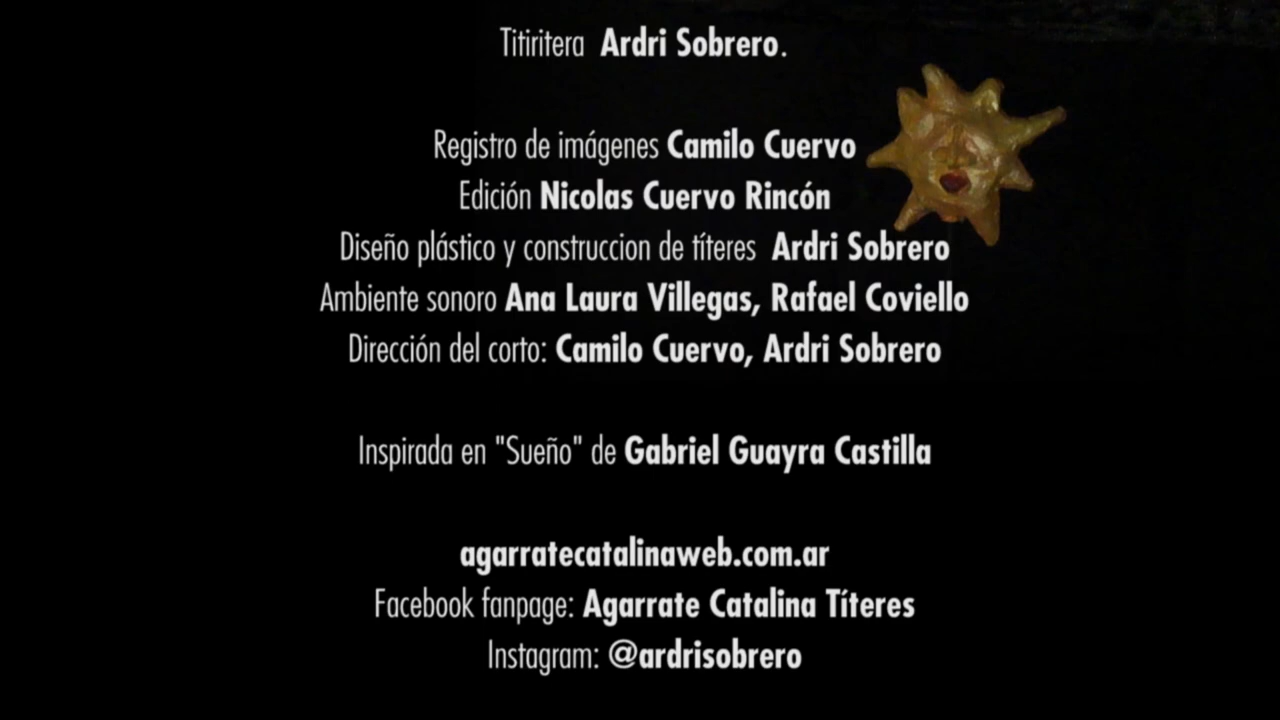 Titiritera Ardri Sobrero.
Registro de imágenes Camilo Cuervo
Edición Nicolas Cuervo Rincón
Diseño plástico y construccion de títeres Ardri Sobrero
Ambiente sonoro Ana Laura Villegas, Rafael Coviello
Dirección del corto: Camilo Cuervo, Ardri Sobrero
Inspirada en "Sueño" de Gabriel Guayra Castilla
agarratecatalinaweb.com.ar
Facebook fanpage: Agarrate Catalina Títeres
Instagram: @ardrisobrero